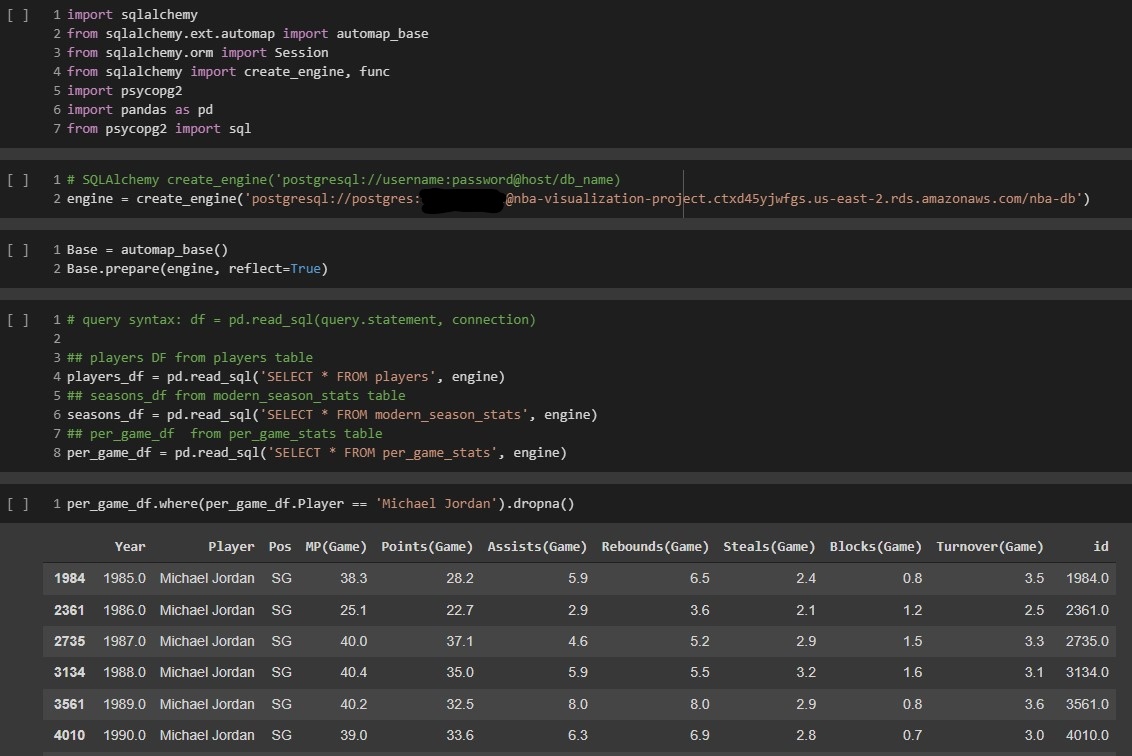 [ ] 1 import sqlalchemy
2 from sqlalchemy.ext.automap import automap_base
3 from sqlalchemy.orm import Session
4 from sqlalchemy import create_engine, func
5 import psycopg2
6 import pandas as pd
7 from psycopg2 import sql
[ ] 1 # SQLAlchemy create_engine('postgresql://username:password@host/db_name)
2 engine = create_engine('postgresql://postgres: @nba-visualization-project.ctxd45yjwfgs.us-east-2.rds.amazonaws.com/nba-db')
[ ] 1 Base = automap_base()
2 Base.prepare(engine, reflect=True)
[ ] 1 # query syntax: df = pd.read_sql(query.statement, connection)
2
3 ## players DF from players table
4 players_df = pd.read_sql('SELECT * FROM players', engine)
5 ## seasons_df from modern_season_stats table
6 seasons_df = pd.read_sql('SELECT * FROM modern_season_stats', engine)
7 ## per_game_df  from per_game_stats table
8 per_game_df = pd.read_sql('SELECT * FROM per_game_stats', engine)
[ ] 1 per_game_df.where(per_game_df.Player == 'Michael Jordan').dropna()
Year Player Pos MP(Game) Points(Game) Assists(Game) Rebounds(Game) Steals(Game) Blocks(Game) Turnover(Game) id
1984 1985.0 Michael Jordan SG 38.3 28.2 5.9 6.5 2.4 0.8 3.5 1984.0
2361 1986.0 Michael Jordan SG 25.1 22.7 2.9 3.6 2.1 1.2 2.5 2361.0
2735 1987.0 Michael Jordan SG 40.0 37.1 4.6 5.2 2.9 1.5 3.3 2735.0
3134 1988.0 Michael Jordan SG 40.4 35.0 5.9 5.5 3.2 1.6 3.1 3134.0
3561 1989.0 Michael Jordan SG 40.2 32.5 8.0 8.0 2.9 0.8 3.6 3561.0
4010 1990.0 Michael Jordan SG 39.0 33.6 6.3 6.9 2.8 0.7 3.0 4010.0